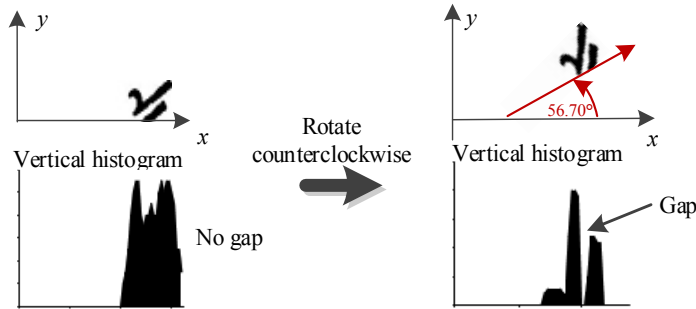 y
y
56.70°
x
x
Rotate
counterclockwise
Vertical histogram
Vertical histogram
No gap
Gap